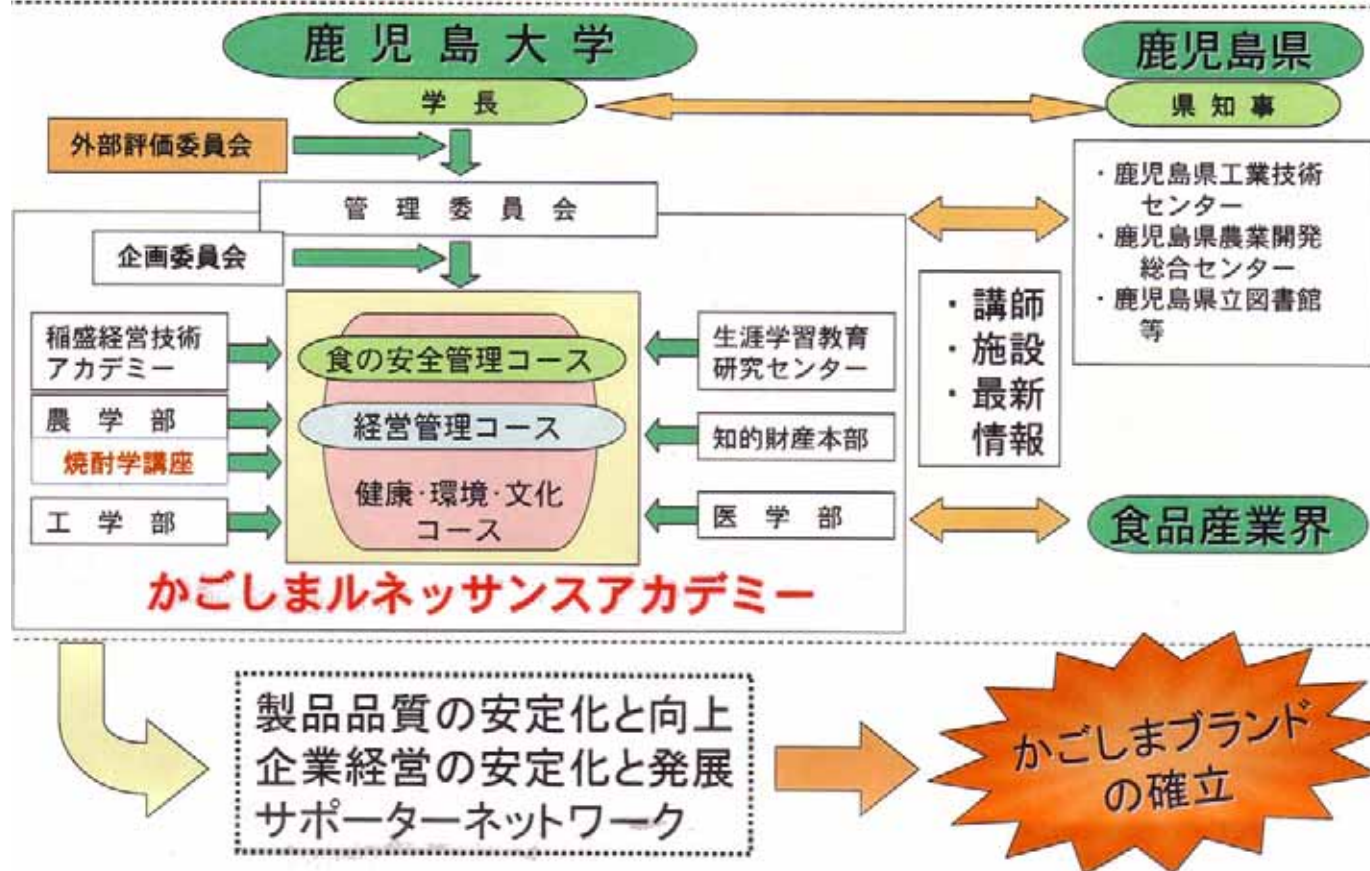 鹿児島大学
学長
鹿児島県
県知事
外部評価委員会
管理委員会
企画委員会
・鹿児島県工業技術
センター
・鹿児島県農業開発
総合センター
・鹿児島県立図書館
等
稲盛経営技術
アカデミー
農学部
焼酎学講座
工学部
食の安全管理コース
経営管理コース
健康・環境・文化
コース
生涯学習教育
研究センター
知的財産本部
医学部
・講師
・施設
・最新
情報
食品産業界
かごしまルネッサンスアカデミー
製品品質の安定化と向上
企業経営の安定化と発展
サポーターネットワーク
かごしまブランド
の確立